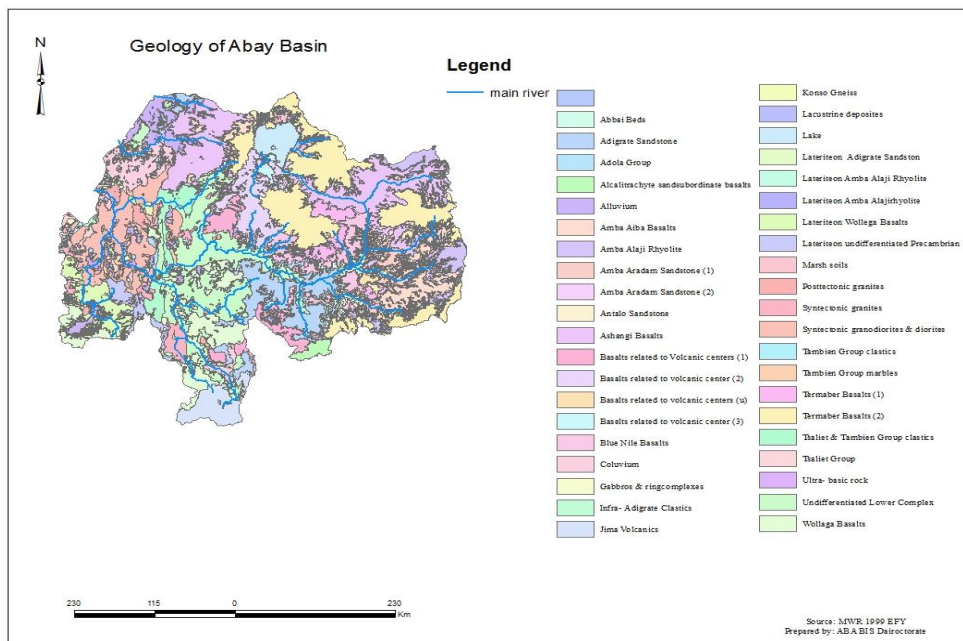 N
Geology of Abay Basin
Legend
main river
Abbai Beds
Adigrate Sandstone
Adola Group
Alcalitrachyte sandsubordinate basalts
Alluvium
Amba Aiba Basalts
Amba Alaji Rhyolite
Amba Aradam Sandstone (1)
Amba Aradam Sandstone (2)
Antalo Sandstone
Ashangi Basalts
Basalts related to Volcanic centers (1)
Basalts related to volcanic center (2)
Basalts related to volcanic centers (u)
Baselts related to volcanic center (3)
Blue Nile Basalts
Coluvium
Gabbros & ringcomplexes
Infra- Adigrate Clastics
Jima Volcanics
Konso Gneiss
Lacustrine deposites
Lake
Lateriteon Adigrate Sandston
Lateriteon Amba Alaji Rhyolite
Lateriteon Amba Alajirhyolite
Lateriteon Wollega Basalts
Lateriteon undifferentiated Precambrian
Marsh soils
Posttectonic granites
Syntectonic granites
Syntectonic granodiorites & diorites
Tambien Group clastics
Tambien Group marbles
Termaber Basalts (1)
Termaber Basalts (2)
Tsaliet & Tambien Group clastics
Tsaliet Group
Ultra- basic rock
Undifferentiated Lower Complex
Wollaga Basalts
230 115 0 230
Km
Source: MWR 1999 EFY
Prepared by: ABA BIS Dairoctorate